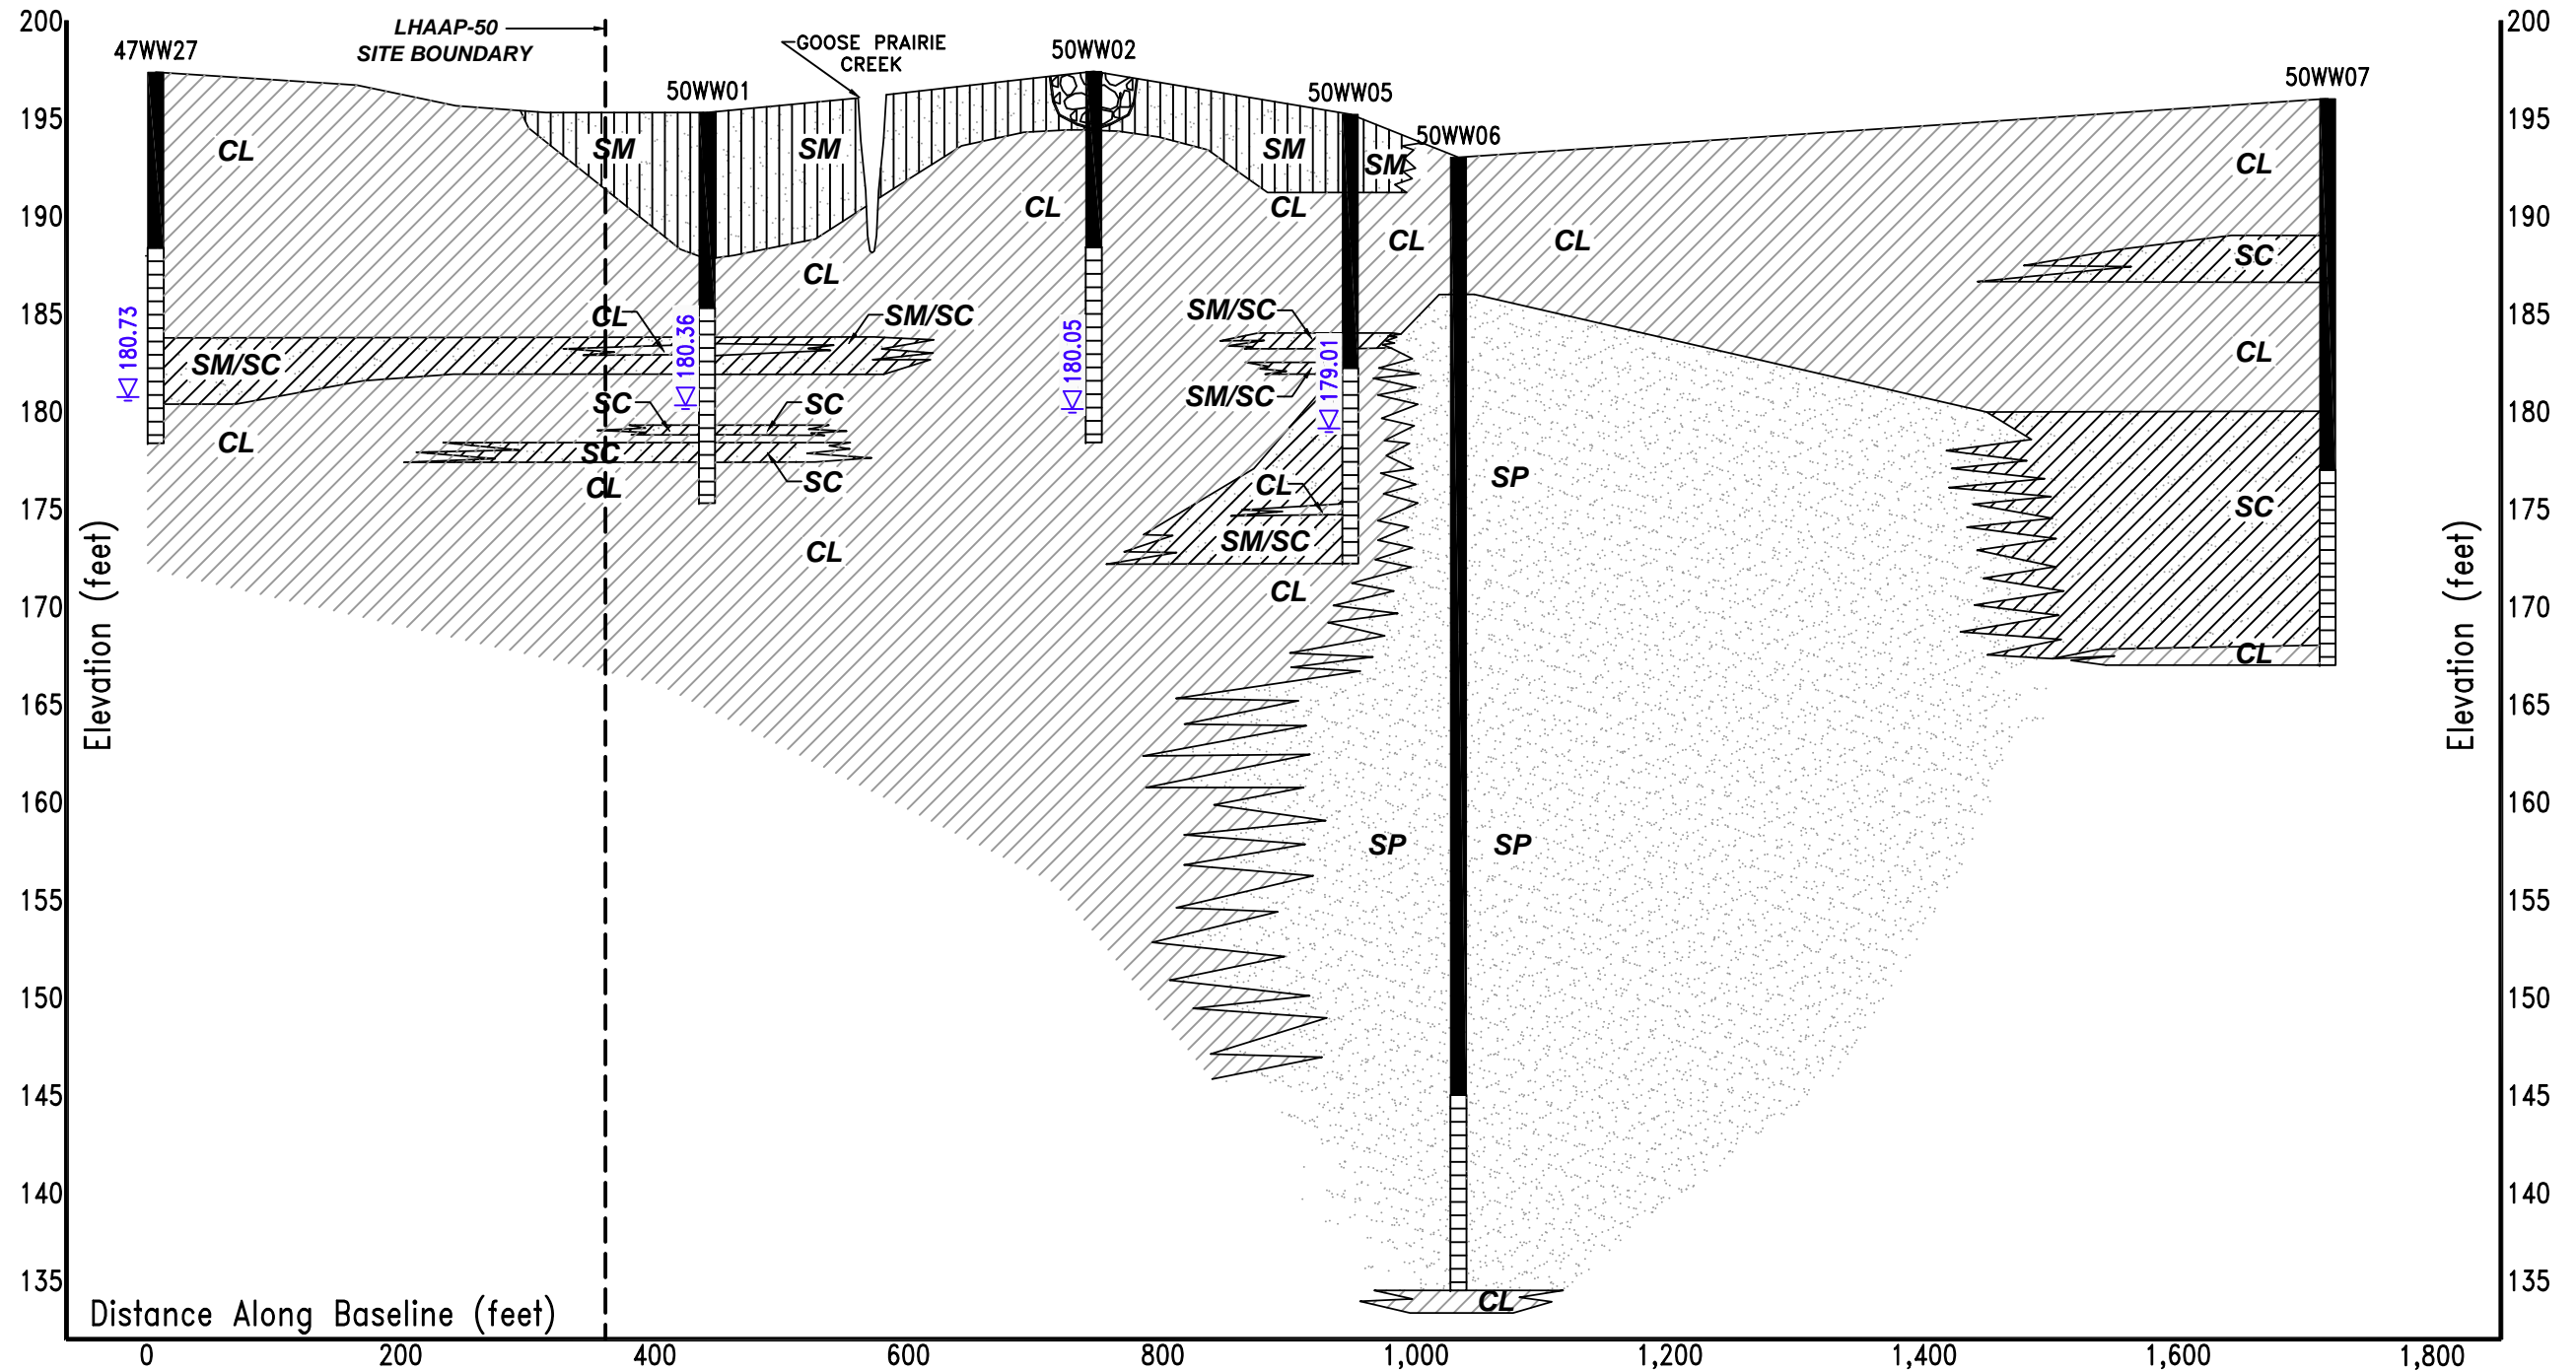 200
200
LHAAP-50
SITE BOUNDARY
GOOSE PRAIRIE
CREEK
47WW27
50WW01
50WW02
50WW05
50WW06
50WW07
195
195
CL
SM
SM
SM
SM
CL
190
190
CL
CL
CL
CL
SC
CL
185
185
CL
SM/SC
SM/SC
180.73
180.36
180.05
179.01
SM/SC
CL
SM/SC
180
180
SC
SC
CL
SC
SP
SC
CL
CL
175
175
SC
SM/SC
CL
CL
170
170
CL
Elevation (feet)
Elevation (feet)
165
165
160
160
SP
SP
155
155
150
150
145
145
140
140
135
135
CL
Distance Along Baseline (feet)
0
200
400
600
800
1,000
1,200
1,400
1,600
1,800